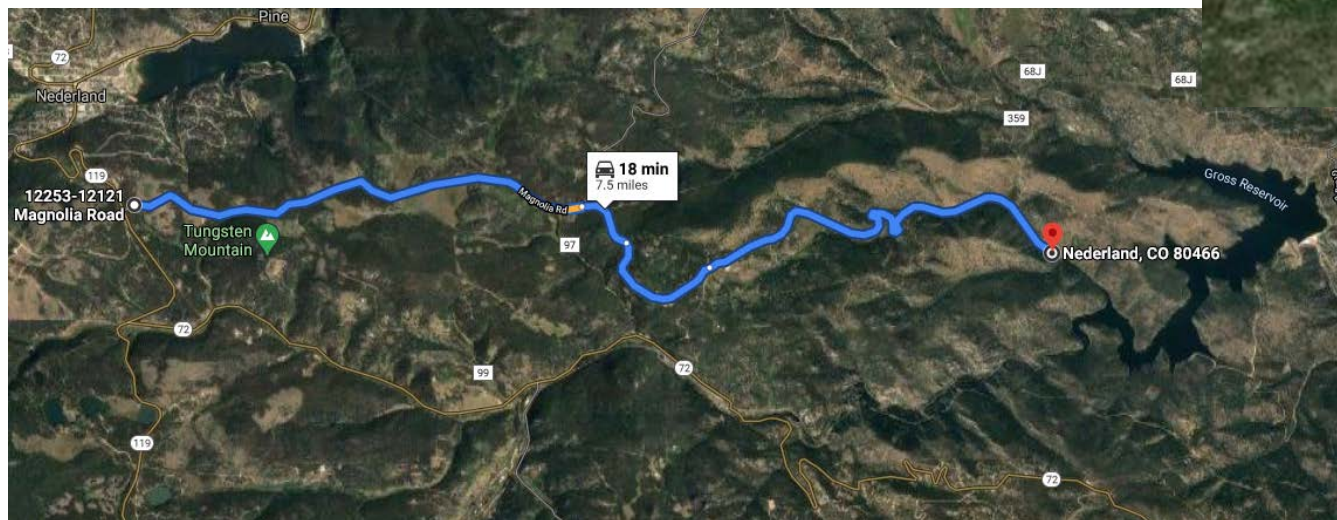 Pine
72
Nederland
119
12253-12121
Magnolia Road
Tungsten
Mountain
Magnolia Rd
18 min
7.5 miles
97
68J
68J
359
Gross Reservoir
Nederland, CO 80466
72
99
72
119
72